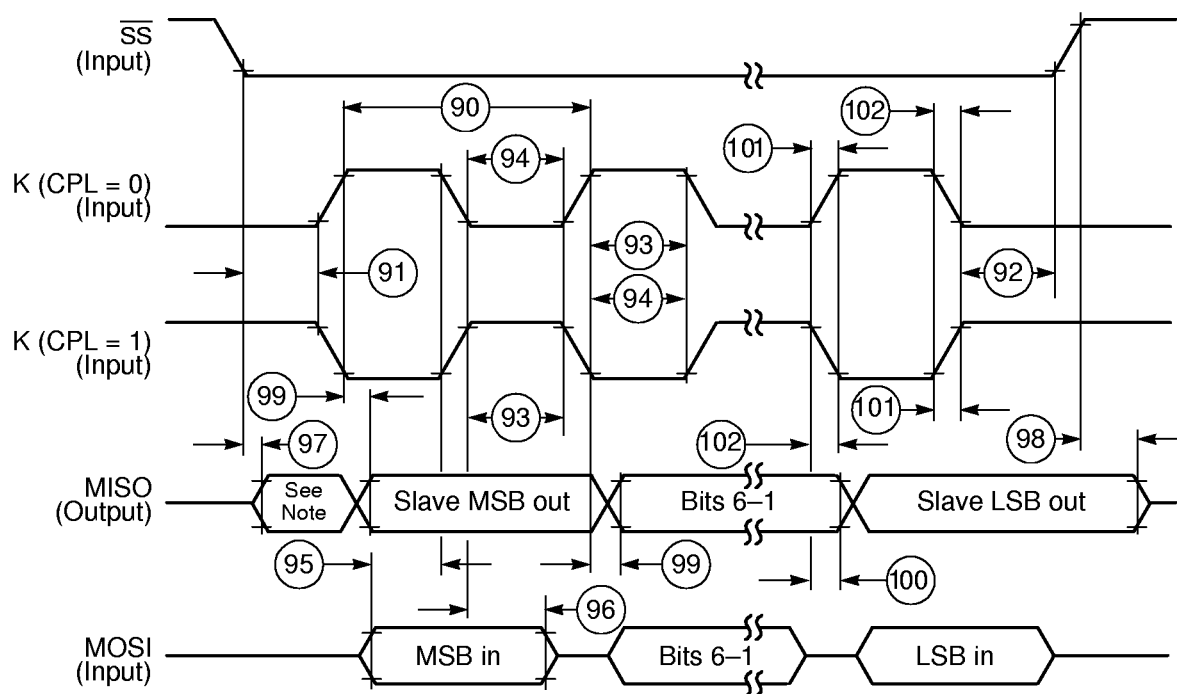 SS
(Input)
90
102
101
94
K (CPL = 0)
(Input)
93
91
92
94
K (CPL = 1)
(Input)
99
93
101
97
102
98
MISO
(Output)
See
Note
Slave MSB out
Bits 6–1
Slave LSB out
95
99
100
96
MOSI
(Input)
MSB in
Bits 6–1
LSB in